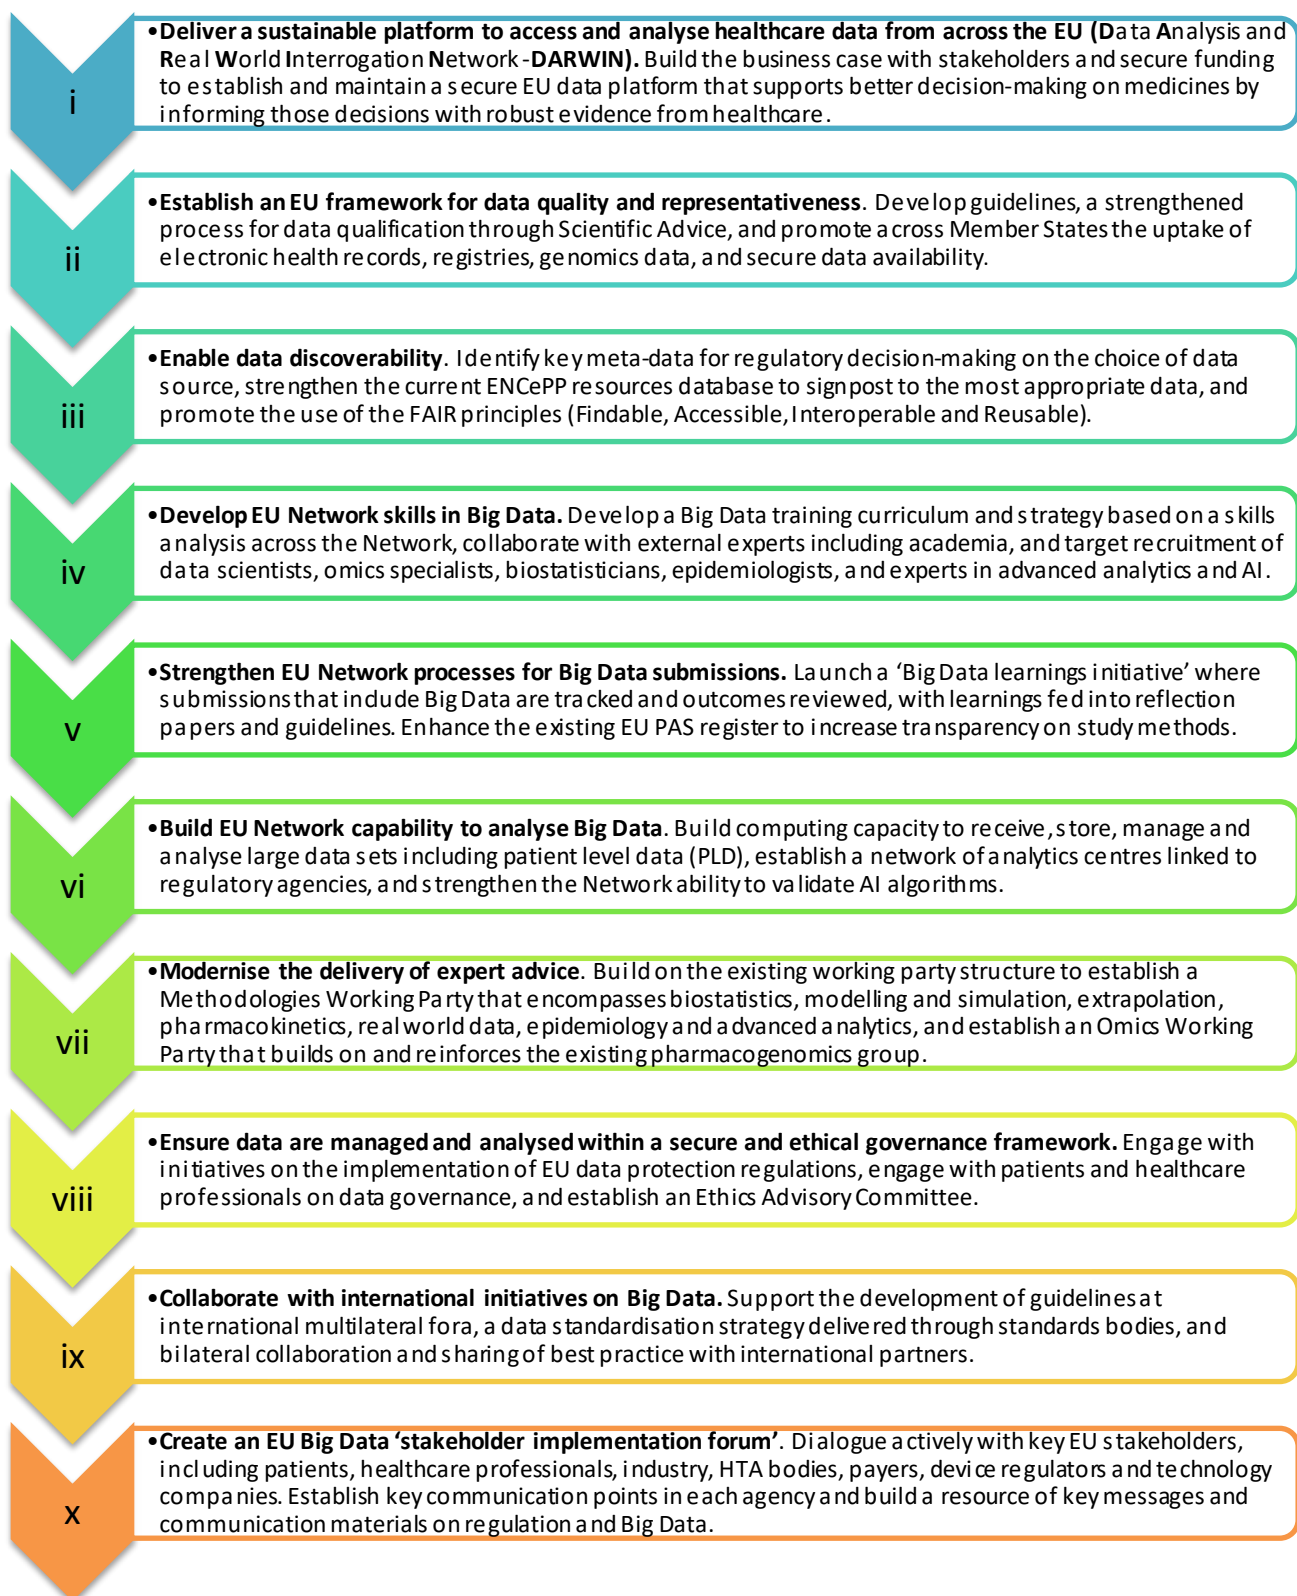 i
•Deliver a sustainable platform to access and analyse healthcare data from across the EU (Data Analysis and
Real World Interrogation Network -DARWIN). Build the business case with stakeholders and secure funding
to establish and maintain a secure EU data platform that supports better decision-making on medicines by
informing those decisions with robust evidence from healthcare.
ii
•Establish an EU framework for data quality and representativeness. Develop guidelines, a strengthened
process for data qualification through Scientific Advice, and promote across Member States the uptake of
electronic health records, registries, genomics data, and secure data availability.
iii
•Enable data discoverability. Identify key meta-data for regulatory decision-making on the choice of data
source, strengthen the current ENCePP resources database to signpost to the most appropriate data, and
promote the use of the FAIR principles (Findable, Accessible, Interoperable and Reusable).
iv
•Develop EU Network skills in Big Data. Develop a Big Data training curriculum and strategy based on a skills
analysis across the Network, collaborate with external experts including academia, and target recruitment of
data scientists, omics specialists, biostatisticians, epidemiologists, and experts in advanced analytics and AI.
v
•Strengthen EU Network processes for Big Data submissions. Launch a ‘Big Data learnings initiative’ where
submissions that include Big Data are tracked and outcomes reviewed, with learnings fed into reflection
papers and guidelines. Enhance the existing EU PAS register to increase transparency on study methods.
vi
•Build EU Network capability to analyse Big Data. Build computing capacity to receive, store, manage and
analyse large data sets including patient level data (PLD), establish a network of analytics centres linked to
regulatory agencies, and strengthen the Network ability to validate AI algorithms.
vii
•Modernise the delivery of expert advice. Build on the existing working party structure to establish a
Methodologies Working Party that encompasses biostatistics, modelling and simulation, extrapolation,
pharmacokinetics, real world data, epidemiology and advanced analytics, and establish an Omics Working
Party that builds on and reinforces the existing pharmacogenomics group.
viii
•Ensure data are managed and analysed within a secure and ethical governance framework. Engage with
initiatives on the implementation of EU data protection regulations, engage with patients and healthcare
professionals on data governance, and establish an Ethics Advisory Committee.
ix
•Collaborate with international initiatives on Big Data. Support the development of guidelines at
international multilateral fora, a data standardisation strategy delivered through standards bodies, and
bilateral collaboration and sharing of best practice with international partners.
x
•Create an EU Big Data ‘stakeholder implementation forum’. Dialogue actively with key EU stakeholders,
including patients, healthcare professionals, industry, HTA bodies, payers, device regulators and technology
companies. Establish key communication points in each agency and build a resource of key messages and
communication materials on regulation and Big Data.